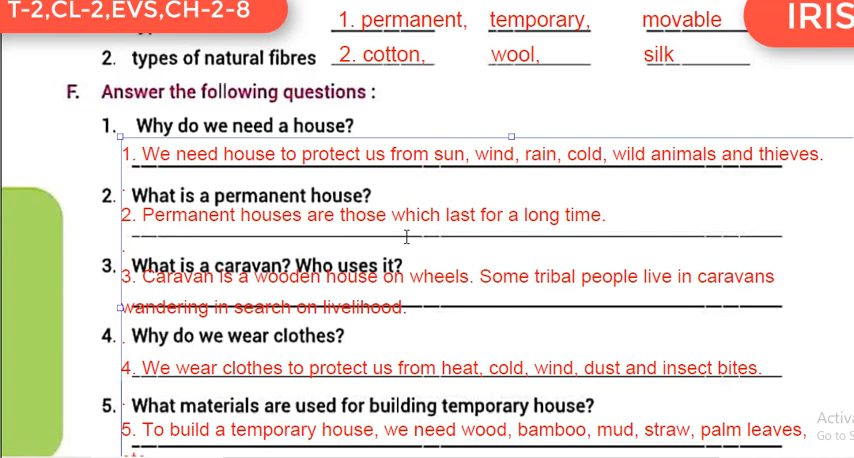 T-2,CL-2,EVS,CH-2-8
IRIS
1. permanent, temporary, movable
2. types of natural fibres 2. cotton, wool, silk
F. Answer the following questions :
1. Why do we need a house?
1. We need house to protect us from sun, wind, rain, cold, wild animals and thieves.
2. What is a permanent house?
2. Permanent houses are those which last for a long time.
3. What is a caravan? Who uses it?
3. Caravan is a wooden house on wheels. Some tribal people live in caravans
wandering in search on livelihood.
4. Why do we wear clothes?
4. We wear clothes to protect us from heat, cold, wind, dust and insect bites.
5. What materials are used for building temporary house?
Activa
5. To build a temporary house, we need wood, bamboo, mud, straw, palm leaves,
Go to S